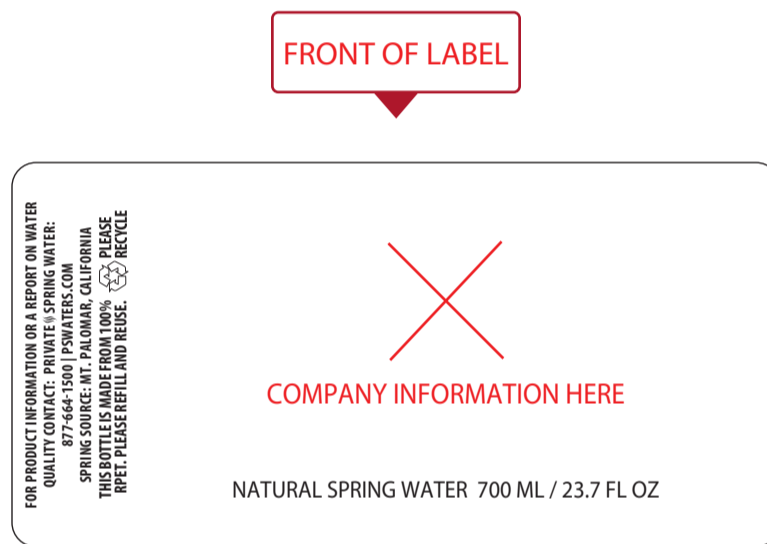 FRONT OF LABEL
FOR PRODUCT INFORMATION OR A REPORT ON WATER
QUALITY CONTACT: PRIVATE SPRING WATER:
877-664-1500 | PSWATERS.COM
SPRING SOURCE: MT. PALOMAR, CALIFORNIA
THIS BOTTLE IS MADE FROM 100%
RPET. PLEASE REFILL AND REUSE.
PLEASE
RECYCLE
COMPANY INFORMATION HERE
NATURAL SPRING WATER 700 ML / 23.7 FL OZ